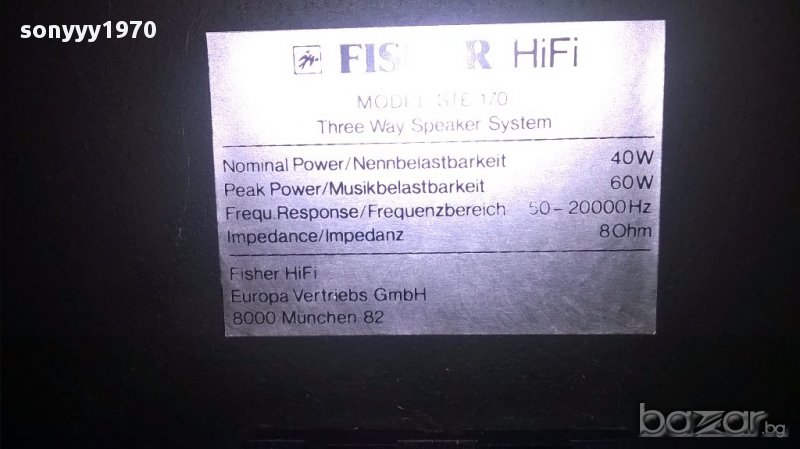 sonyyy1970
FISHER HiFi
MODEL STE 170
Three Way Speaker System
Nominal Power/Nennbelastbarkeit 40W
Peak Power/Musikbelastbarkeit 60W
Frequ.Response/Frequenzbereich 50-20000Hz
Impedance/Impedanz 8Ohm
Fisher HiFi
Europa Vertriebs GmbH
8000 München 82
bazar.bg